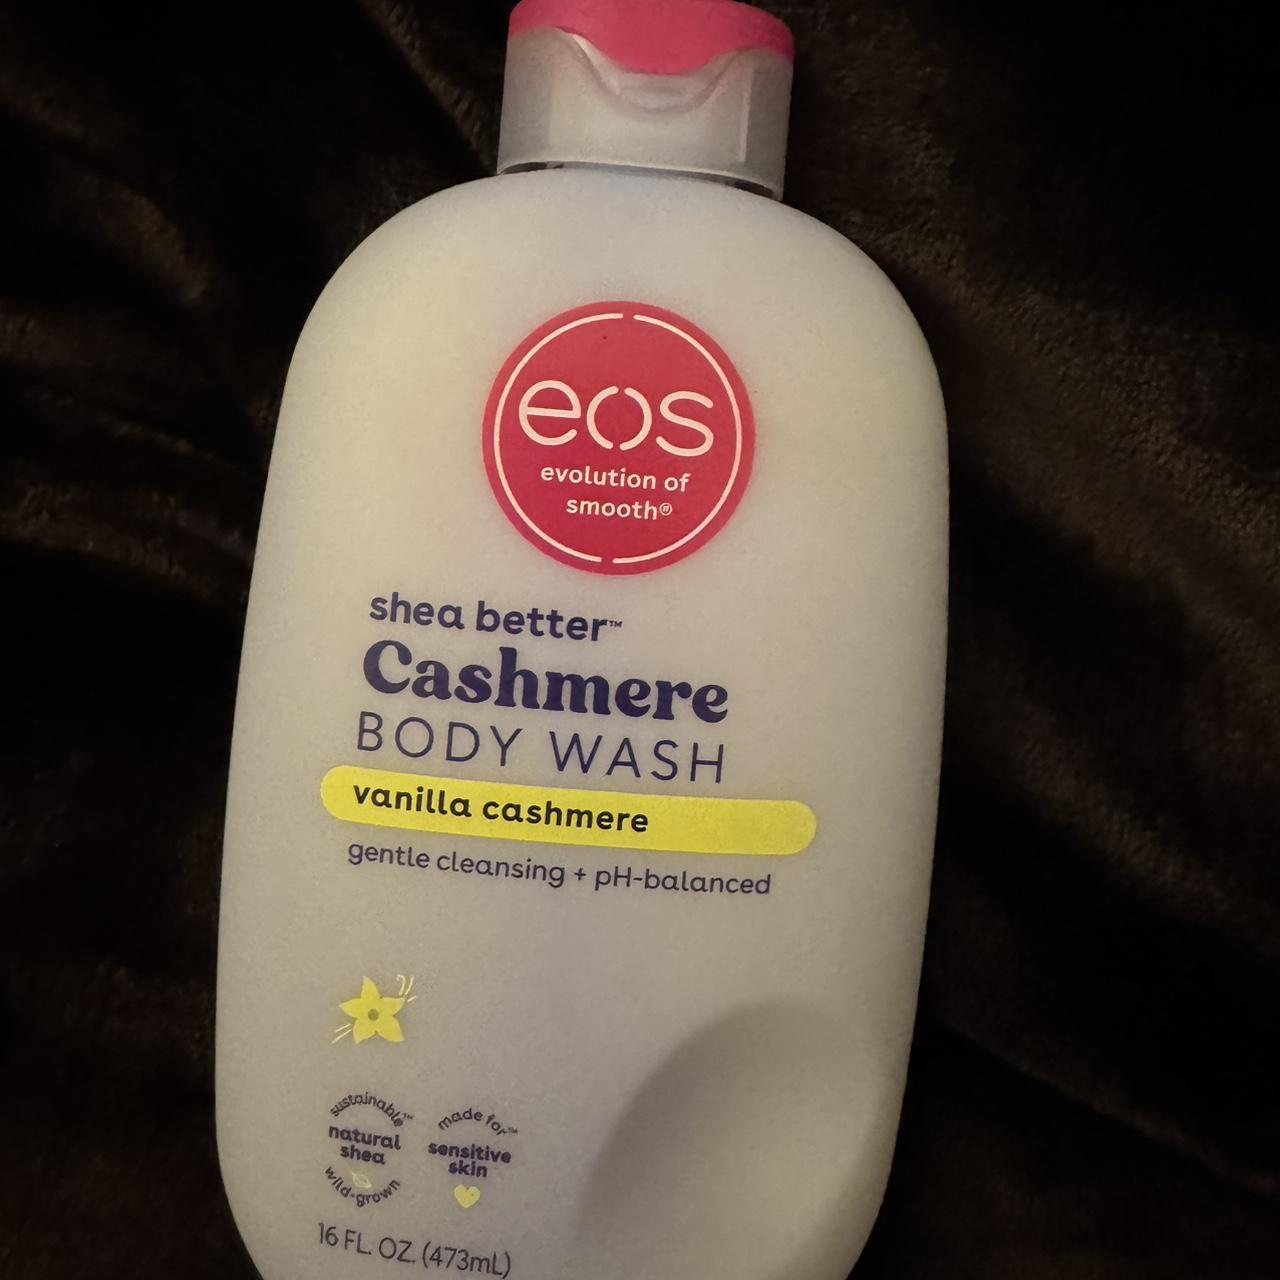 eos
evolution of
smooth®
shea better™
Cashmere
BODY WASH
vanilla cashmere
gentle cleansing + pH-balanced
sustainable™
natural
shea
wild-grown
made for™
sensitive
skin
16 FL. OZ. (473mL)